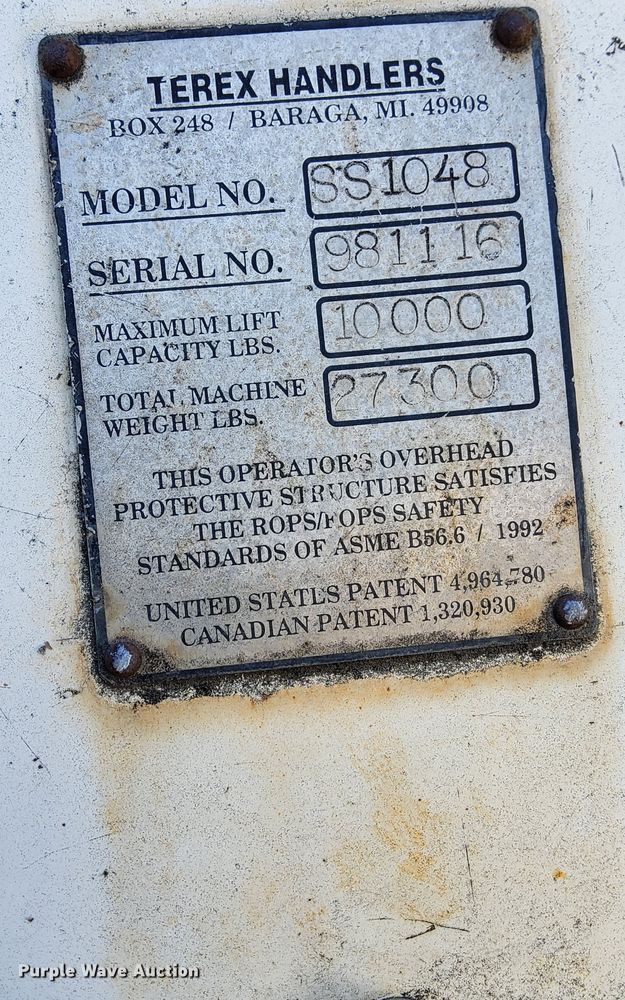 TEREX HANDLERS
BOX 248 / BARAGA, MI. 49908
MODEL NO. SS1048
SERIAL NO. 981116
MAXIMUM LIFT
CAPACITY LBS. 10000
TOTAL MACHINE
WEIGHT LBS. 27300
THIS OPERATOR'S OVERHEAD
PROTECTIVE STRUCTURE SATISFIES
THE ROPS/FOPS SAFETY
STANDARDS OF ASME B56.6 / 1992
UNITED STATES PATENT 4,964,780
CANADIAN PATENT 1,320,930
Purple Wave Auction